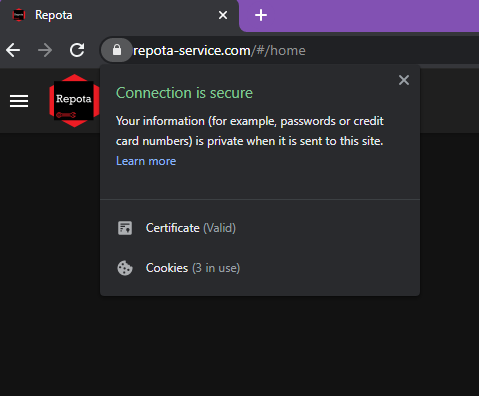 Repota
repota-service.com/#/home
Repota
Connection is secure
Your information (for example, passwords or credit
card numbers) is private when it is sent to this site.
Learn more
Certificate (Valid)
Cookies (3 in use)